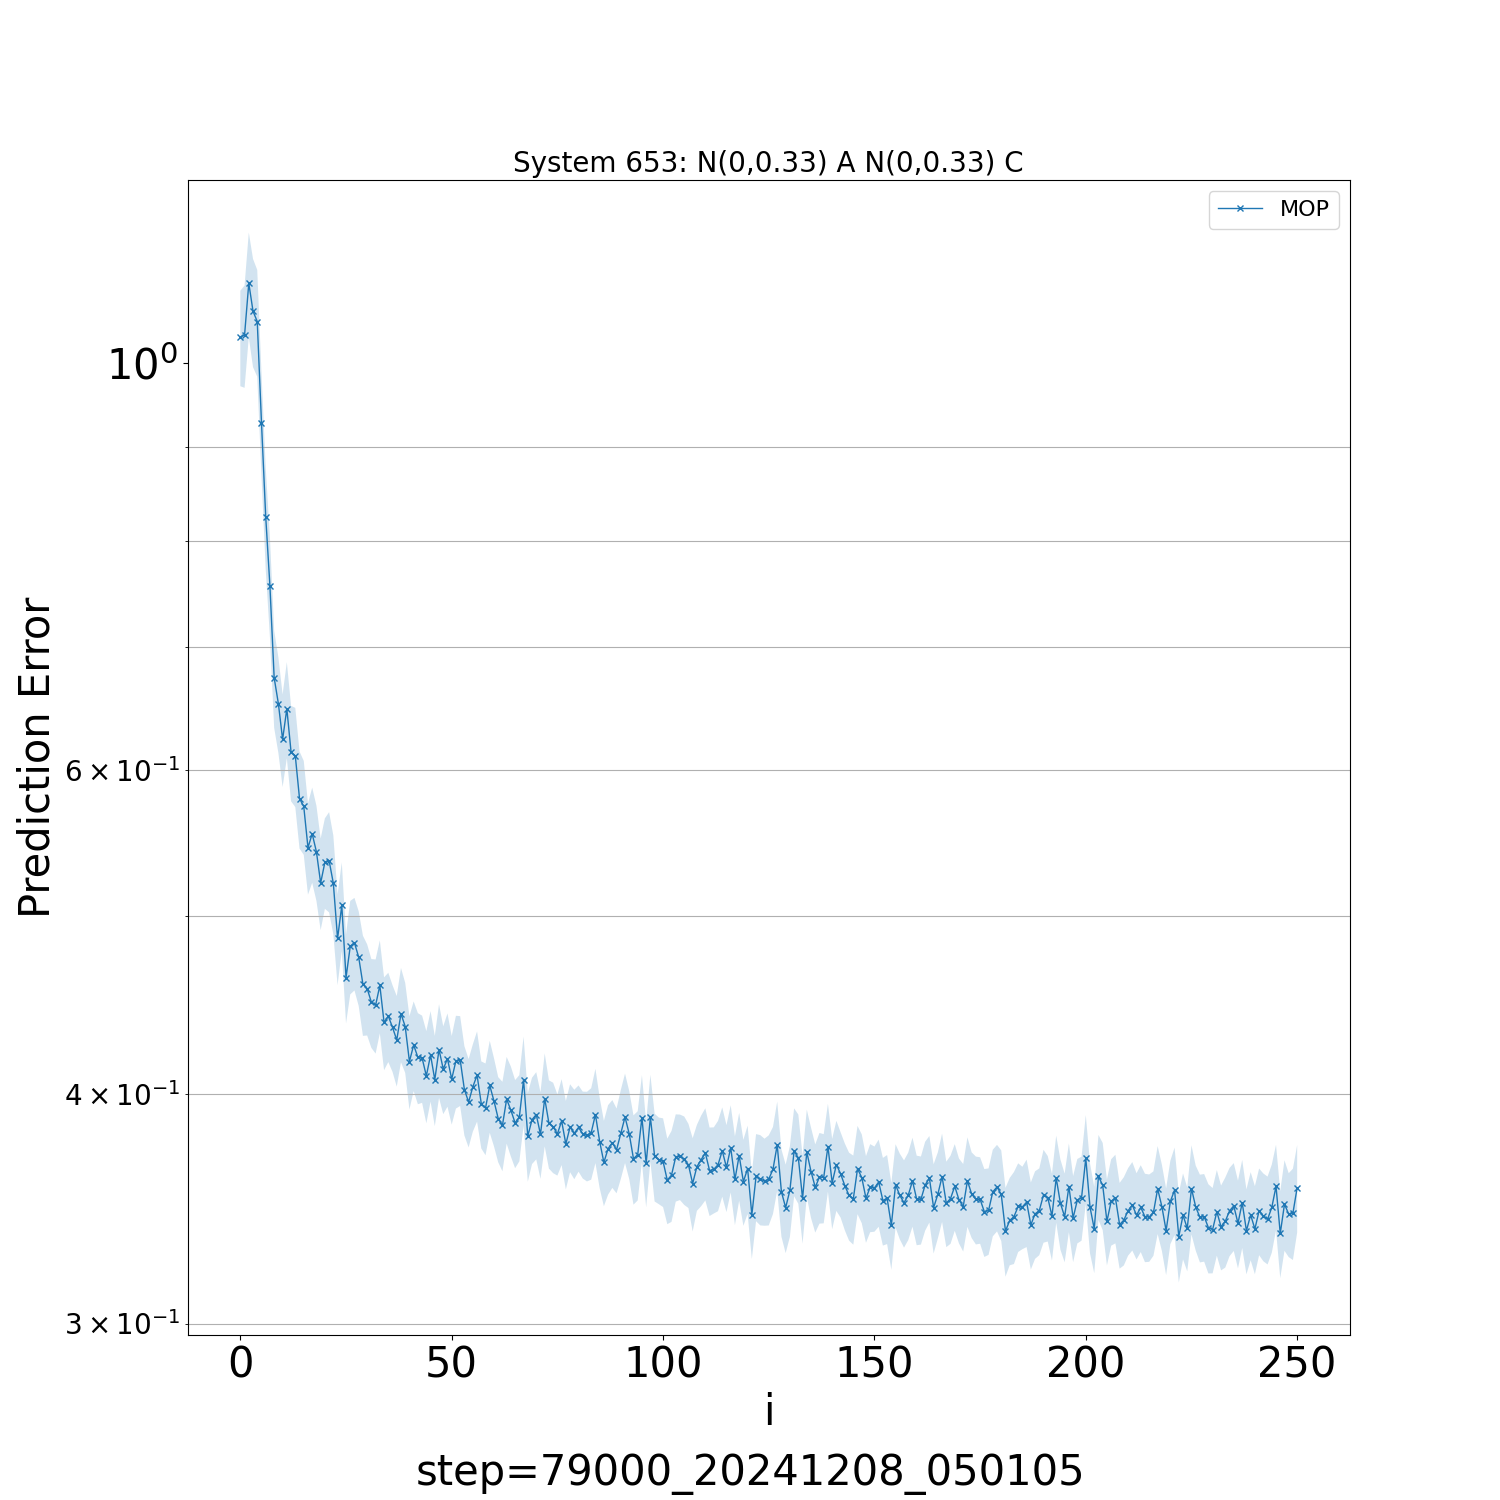 System 653: N(0,0.33) A N(0,0.33) C
MOP
Prediction Error
10⁰
6 × 10⁻¹
4 × 10⁻¹
3 × 10⁻¹
0 50 100 150 200 250
i
step=79000_20241208_050105